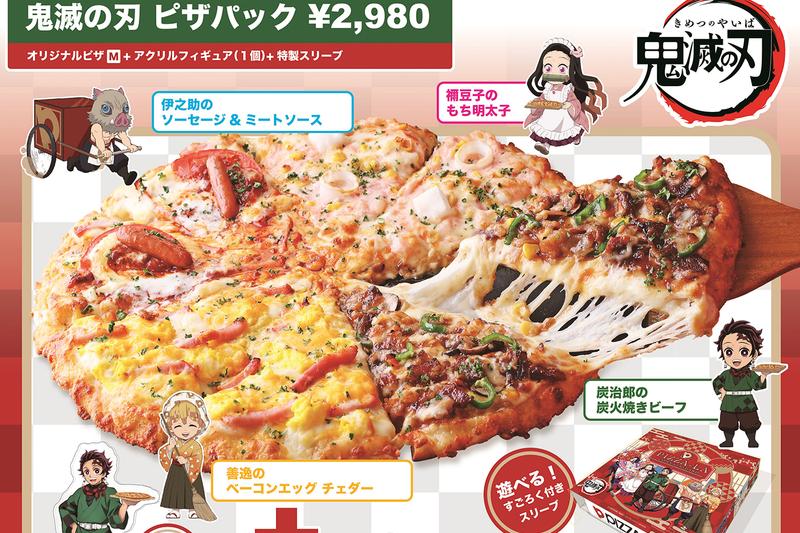 鬼滅の刃 ピザパック ¥2,980
オリジナルピザ M + アクリルフィギュア(1個)+ 特製スリーブ
きめつのやいば
鬼滅の刃
伊之助の
ソーセージ & ミートソース
禰豆子の
もち明太子
炭治郎の
炭火焼きビーフ
善逸の
ベーコンエッグ チェダー
遊べる!
すごろく付き
スリーブ
PIZZA-LA